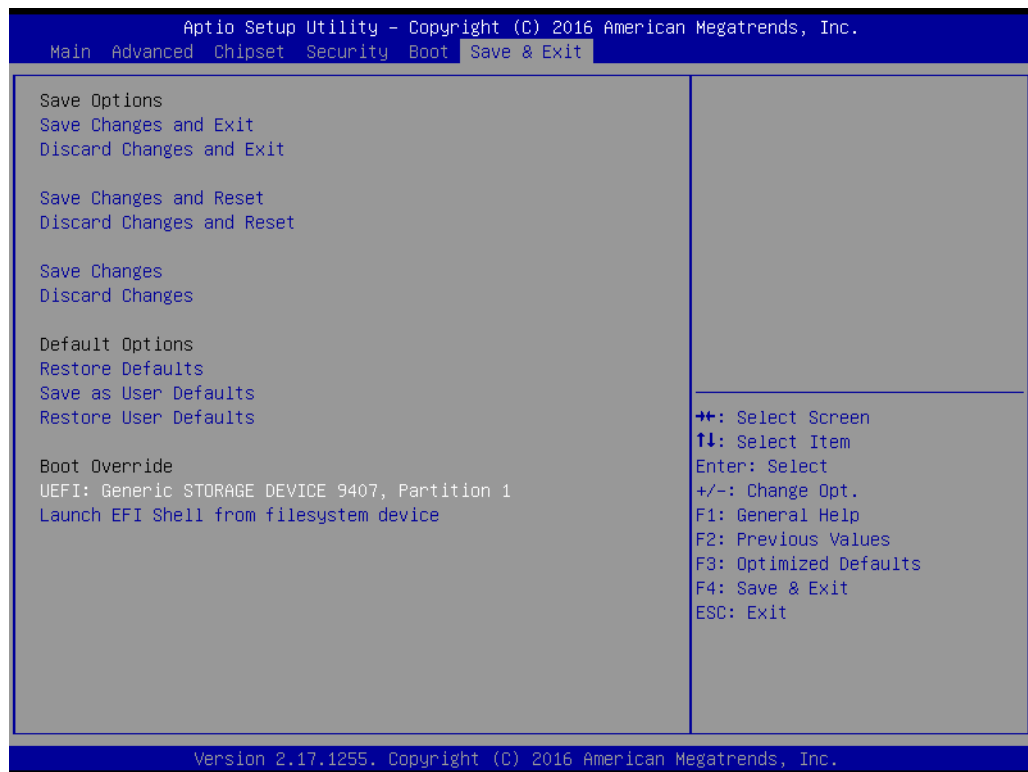 Aptio Setup Utility – Copyright (C) 2016 American Megatrends, Inc.
Main Advanced Chipset Security Boot Save & Exit
Save Options
Save Changes and Exit
Discard Changes and Exit
Save Changes and Reset
Discard Changes and Reset
Save Changes
Discard Changes
Default Options
Restore Defaults
Save as User Defaults
Restore User Defaults
Boot Override
UEFI: Generic STORAGE DEVICE 9407, Partition 1
Launch EFI Shell from filesystem device
→←: Select Screen
↑↓: Select Item
Enter: Select
+/-: Change Opt.
F1: General Help
F2: Previous Values
F3: Optimized Defaults
F4: Save & Exit
ESC: Exit
Version 2.17.1255. Copyright (C) 2016 American Megatrends, Inc.